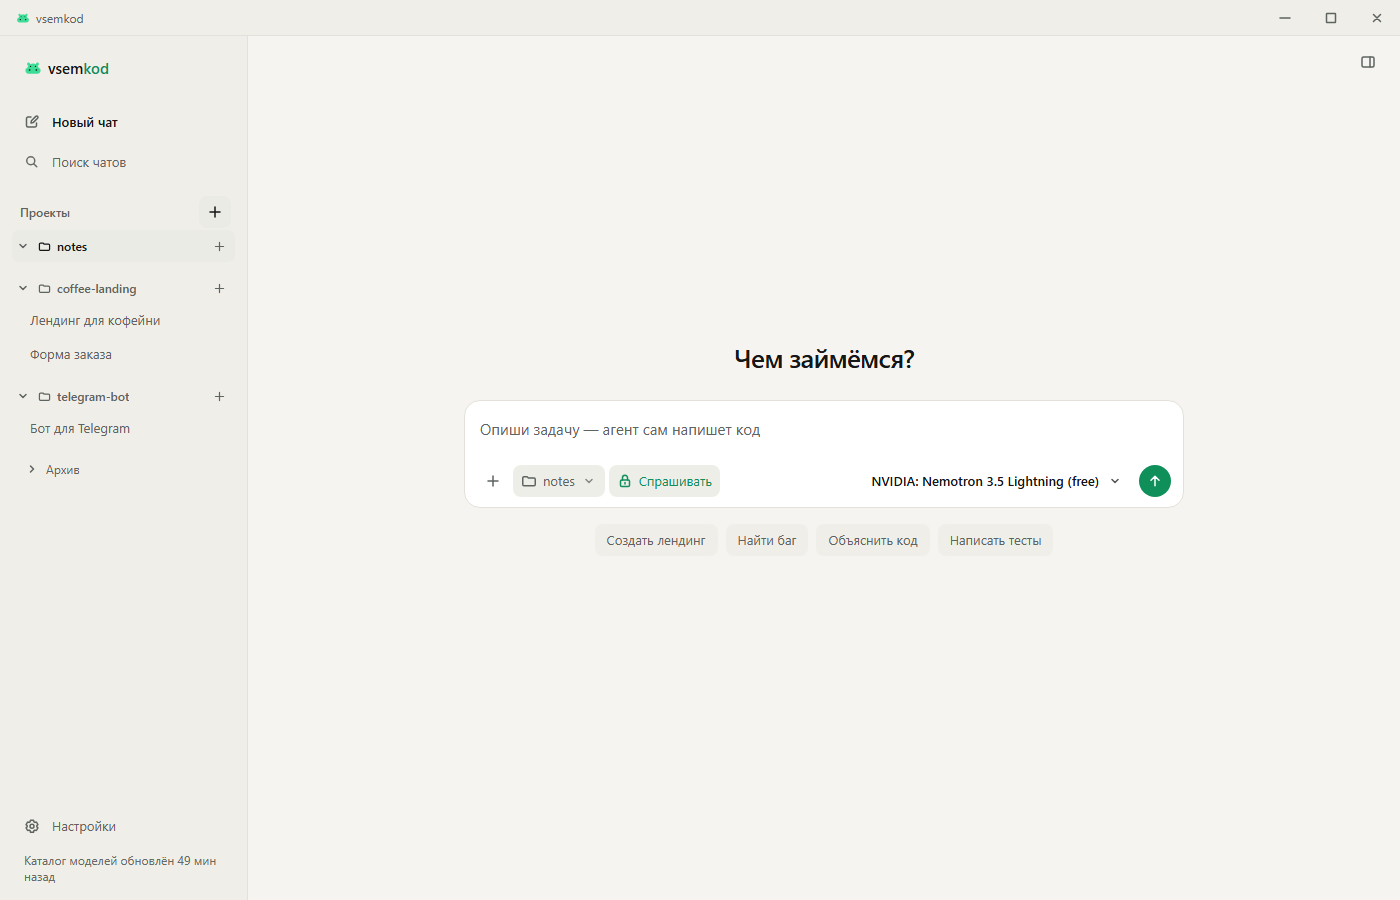 vsemkod
vsemkod
Новый чат
Поиск чатов
Проекты
notes
coffee-landing
Лендинг для кофейни
Форма заказа
telegram-bot
Бот для Telegram
Архив
Настройки
Каталог моделей обновлён 49 мин
назад
Чем займёмся?
Опиши задачу — агент сам напишет код
notes
Спрашивать
NVIDIA: Nemotron 3.5 Lightning (free)
Создать лендинг
Найти баг
Объяснить код
Написать тесты